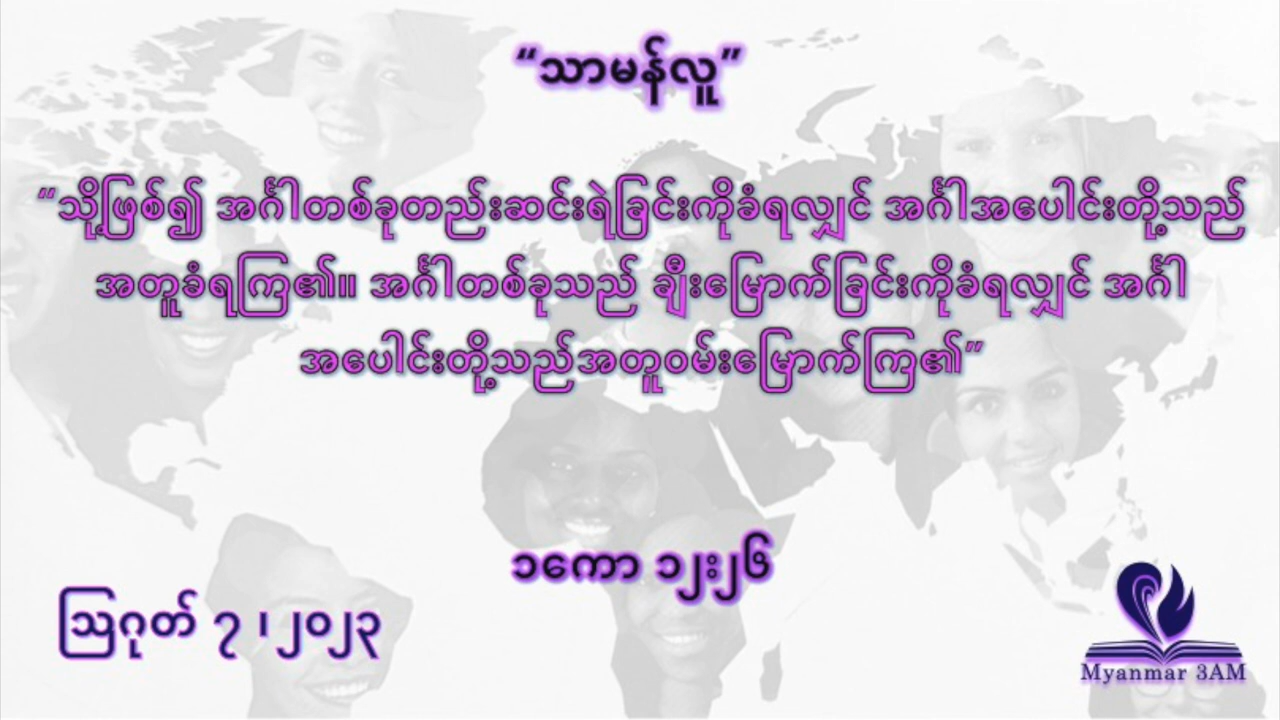 “သာမန်လူ”
“သို့ဖြစ်၍ အင်္ဂါတစ်ခုတည်းဆင်းရဲခြင်းကိုခံရလျှင် အင်္ဂါအပေါင်းတို့သည်
အတူခံရကြ၏။ အင်္ဂါတစ်ခုသည် ချီးမြှောက်ခြင်းကိုခံရလျှင် အင်္ဂါ
အပေါင်းတို့သည်အတူဝမ်းမြောက်ကြ၏”
၁ကော ၁၂း၂၆
ဩဂုတ် ၇ ၊ ၂၀၂၃
Myanmar 3AM